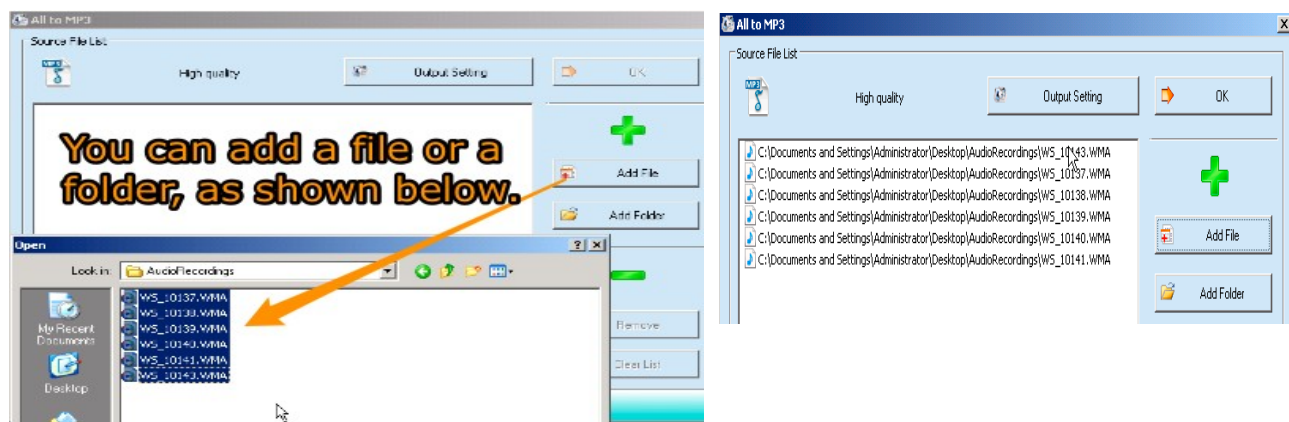 All to MP3
Source File List
MP3
High quality
Output Setting
OK
You can add a file or a
folder, as shown below.
Add File
Add Folder
Open
Look in:
AudioRecordings
WS_10137.WMA
WS_10138.WMA
WS_10139.WMA
WS_10140.WMA
WS_10141.WMA
WS_10143.WMA
My Recent
Documents
Desktop
Remove
Clear List
All to MP3
Source File List
MP3
High quality
Output Setting
OK
C:\Documents and Settings\Administrator\Desktop\AudioRecordings\WS_10143.WMA
C:\Documents and Settings\Administrator\Desktop\AudioRecordings\WS_10137.WMA
C:\Documents and Settings\Administrator\Desktop\AudioRecordings\WS_10138.WMA
C:\Documents and Settings\Administrator\Desktop\AudioRecordings\WS_10139.WMA
C:\Documents and Settings\Administrator\Desktop\AudioRecordings\WS_10140.WMA
C:\Documents and Settings\Administrator\Desktop\AudioRecordings\WS_10141.WMA
Add File
Add Folder